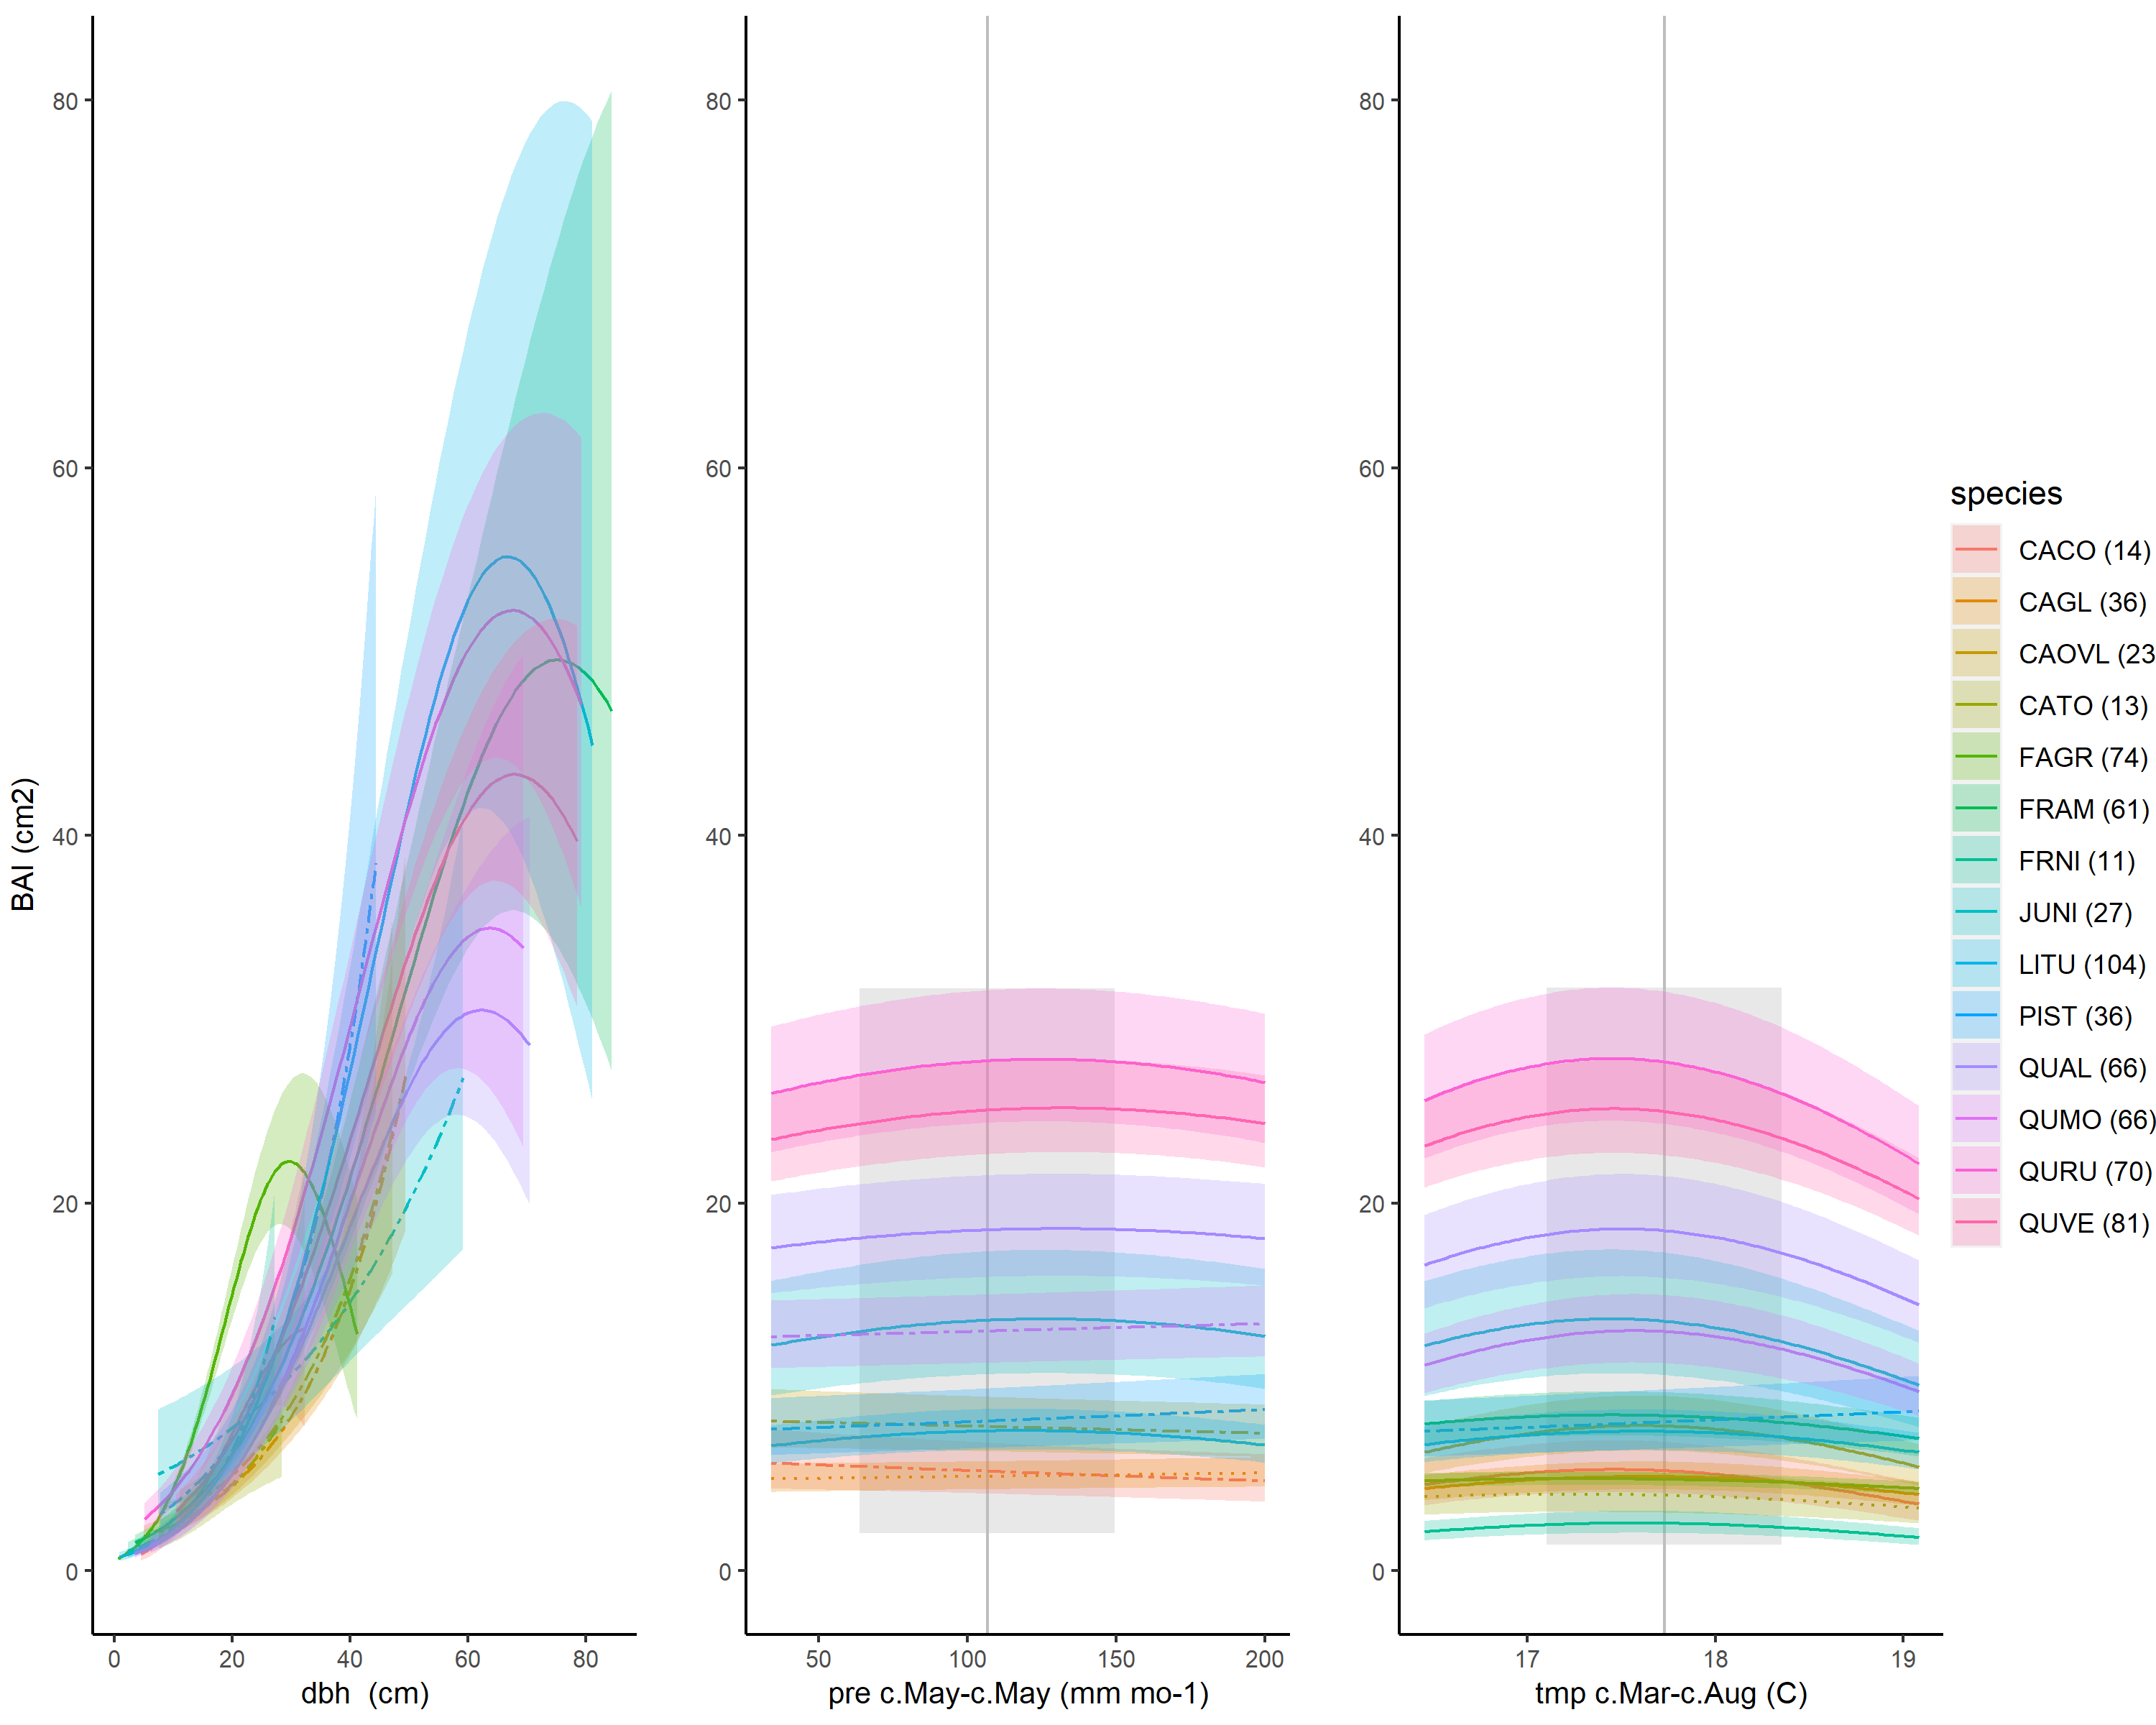 BAI (cm2)
80
60
40
20
0
0 20 40 60 80
dbh (cm)
80
60
40
20
0
50 100 150 200
pre c.May-c.May (mm mo-1)
80
60
40
20
0
17 18 19
tmp c.Mar-c.Aug (C)
species
CACO (14)
CAGL (36)
CAOVL (23
CATO (13)
FAGR (74)
FRAM (61)
FRNI (11)
JUNI (27)
LITU (104)
PIST (36)
QUAL (66)
QUMO (66)
QURU (70)
QUVE (81)